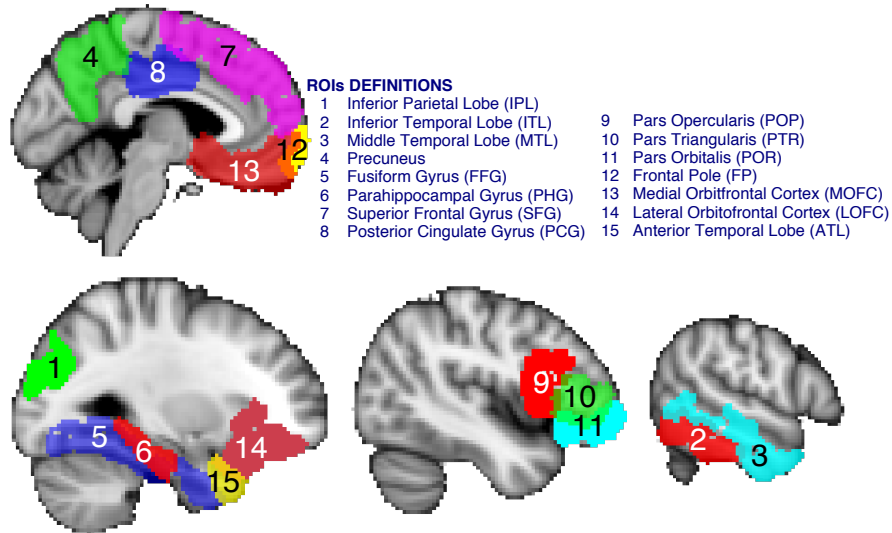 4
7
8
12
13
ROIs DEFINITIONS
1 Inferior Parietal Lobe (IPL)
2 Inferior Temporal Lobe (ITL)
3 Middle Temporal Lobe (MTL)
4 Precuneus
5 Fusiform Gyrus (FFG)
6 Parahippocampal Gyrus (PHG)
7 Superior Frontal Gyrus (SFG)
8 Posterior Cingulate Gyrus (PCG)
9 Pars Opercularis (POP)
10 Pars Triangularis (PTR)
11 Pars Orbitalis (POR)
12 Frontal Pole (FP)
13 Medial Orbitfrontal Cortex (MOFC)
14 Lateral Orbitofrontal Cortex (LOFC)
15 Anterior Temporal Lobe (ATL)
1
5
6
14
15
9
10
11
2
3